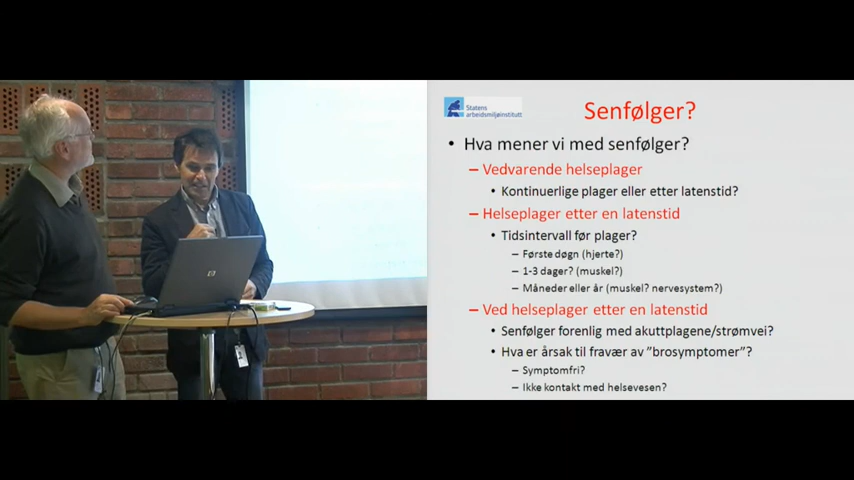 Statens
arbeidsmiljøinstitutt
Senfølger?
• Hva mener vi med senfølger?
– Vedvarende helseplager
• Kontinuerlige plager eller etter latenstid?
– Helseplager etter en latenstid
• Tidsintervall før plager?
– Første døgn (hjerte?)
– 1-3 dager? (muskel?)
– Måneder eller år (muskel? nervesystem?)
– Ved helseplager etter en latenstid
• Senfølger forenlig med akuttplagene/strømvei?
• Hva er årsak til fravær av ”brosymptomer”?
– Symptomfri?
– Ikke kontakt med helsevesen?
hp